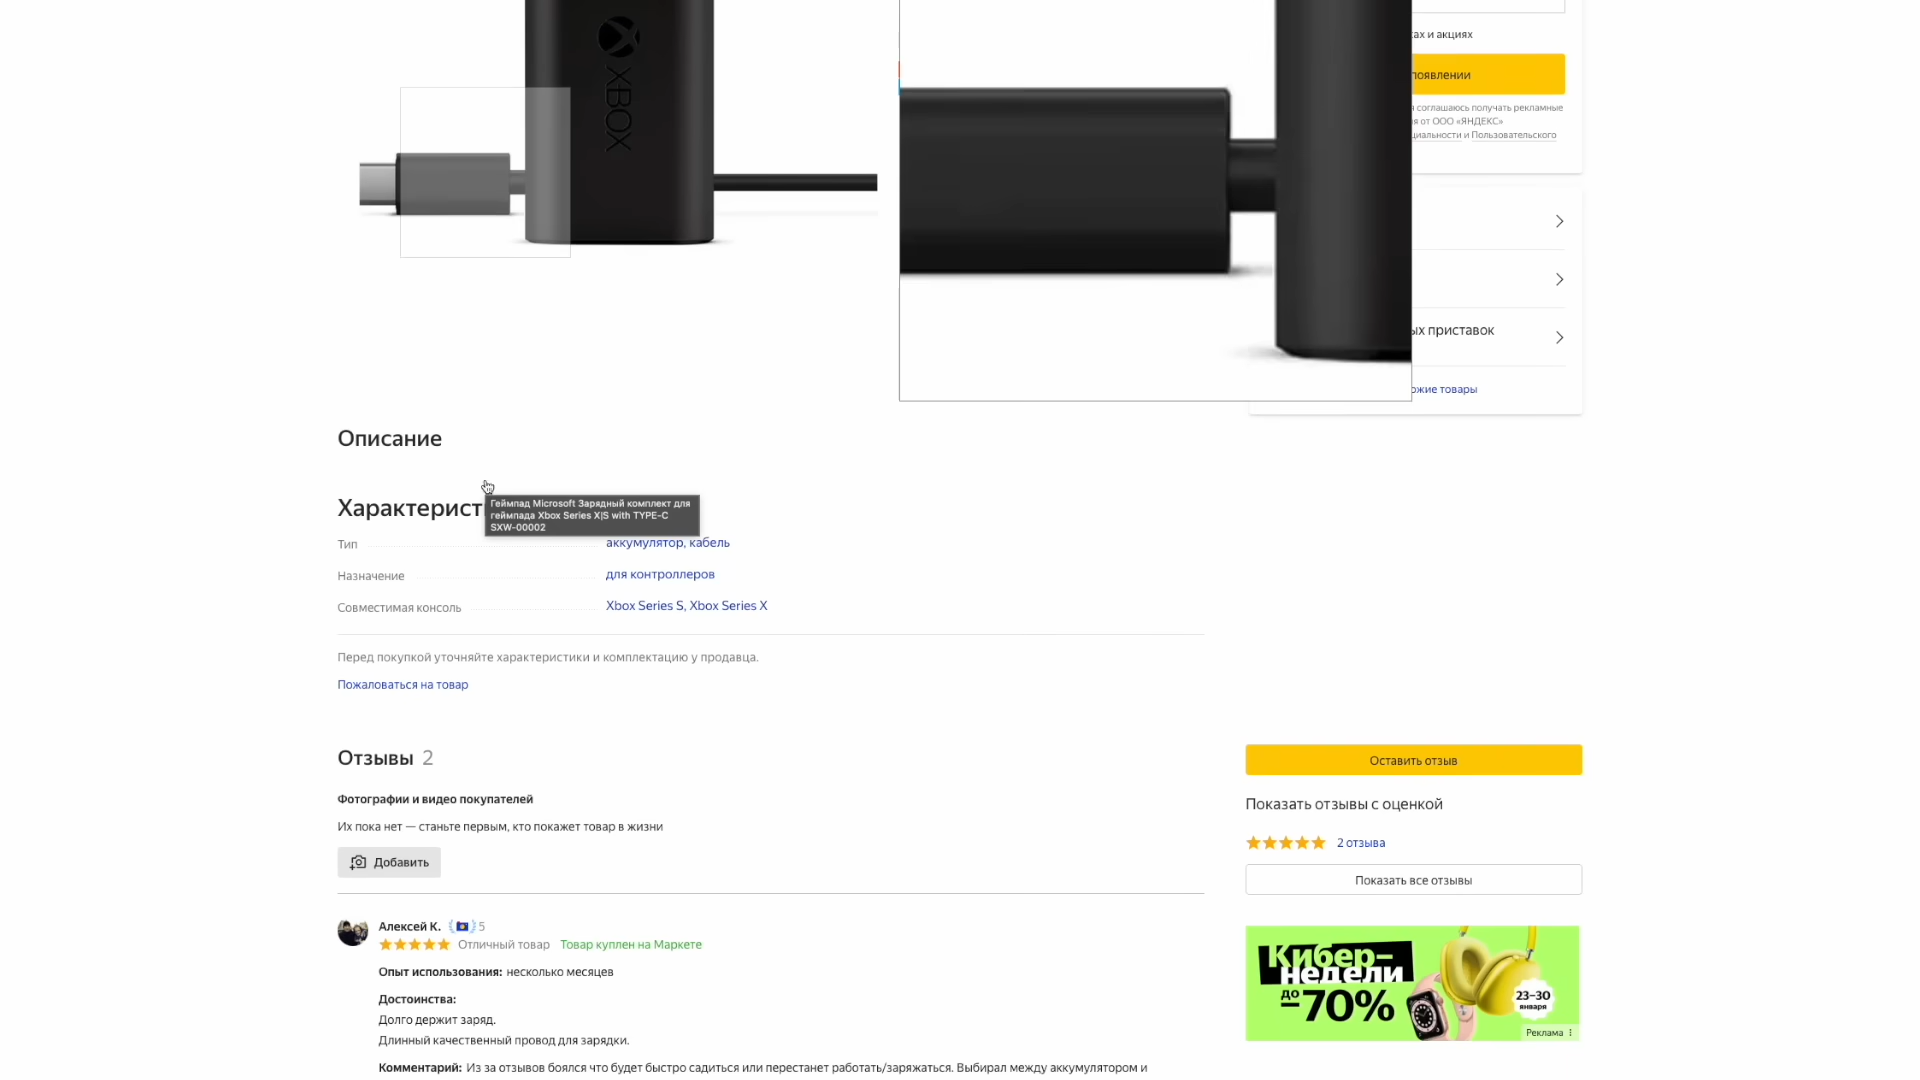 XBOX
ах и акциях
появлении
я соглашаюсь получать рекламные
я от ООО «ЯНДЕКС»
и Пользовательского
ых приставок
ожие товары
Описание
Характерист
Геймпад Microsoft Зарядный комплект для
геймпада Xbox Series X|S with TYPE-C
SXW-00002
Тип
аккумулятор, кабель
Назначение
для контроллеров
Совместимая консоль
Xbox Series S, Xbox Series X
Перед покупкой уточняйте характеристики и комплектацию у продавца.
Пожаловаться на товар
Отзывы 2
Оставить отзыв
Фотографии и видео покупателей
Показать отзывы с оценкой
Их пока нет — станьте первым, кто покажет товар в жизни
2 отзыва
Добавить
Показать все отзывы
Алексей К. 5
Отличный товар Товар куплен на Маркете
Опыт использования: несколько месяцев
Достоинства:
Долго держит заряд.
Длинный качественный провод для зарядки.
Комментарий: Из за отзывов боялся что будет быстро садиться или перестанет работать/заряжаться. Выбирал между аккумулятором и
Кибер-
недели
до
–70%
23–30
января
Реклама